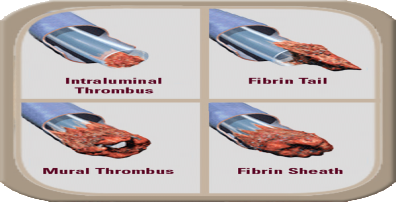 Intraluminal
Thrombus
Fibrin Tail
Mural Thrombus
Fibrin Sheath